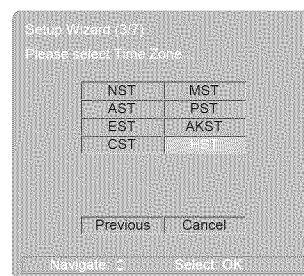 Setup Wizard (3/7)
Please select Time Zone
NST MST
AST PST
EST AKST
CST HST
Previous Cancel
Navigate: Select: OK